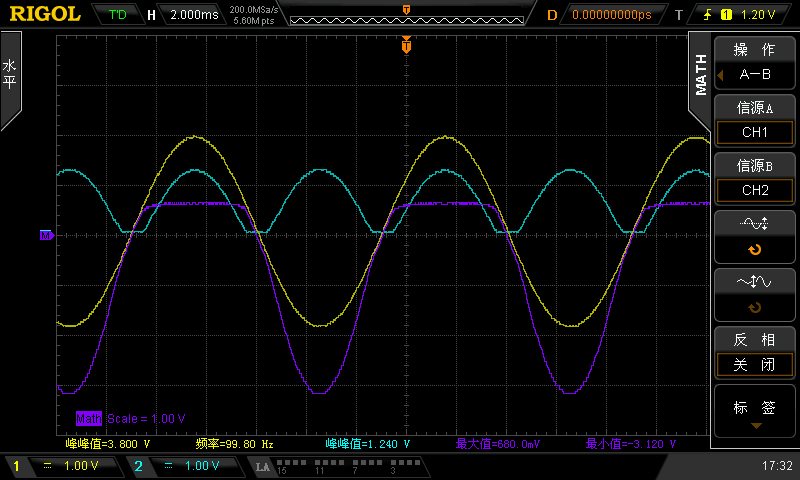 RIGOL T'D H 2.000ms 200.0MSa/s D 0.00000000ps T 1 1.20 V
5.60M pts
T
T
水平
MATH
操 作
A－B
信源A
CH1
信源B
CH2
M
反 相
关 闭
标 签
Math Scale = 1.00 V
峰峰值=3.800 V 频率=99.80 Hz 峰峰值=1.240 V 最大值=680.0mV 最小值=-3.120 V
1 1.00 V 2 1.00 V LA 15 11 7 3 17:32